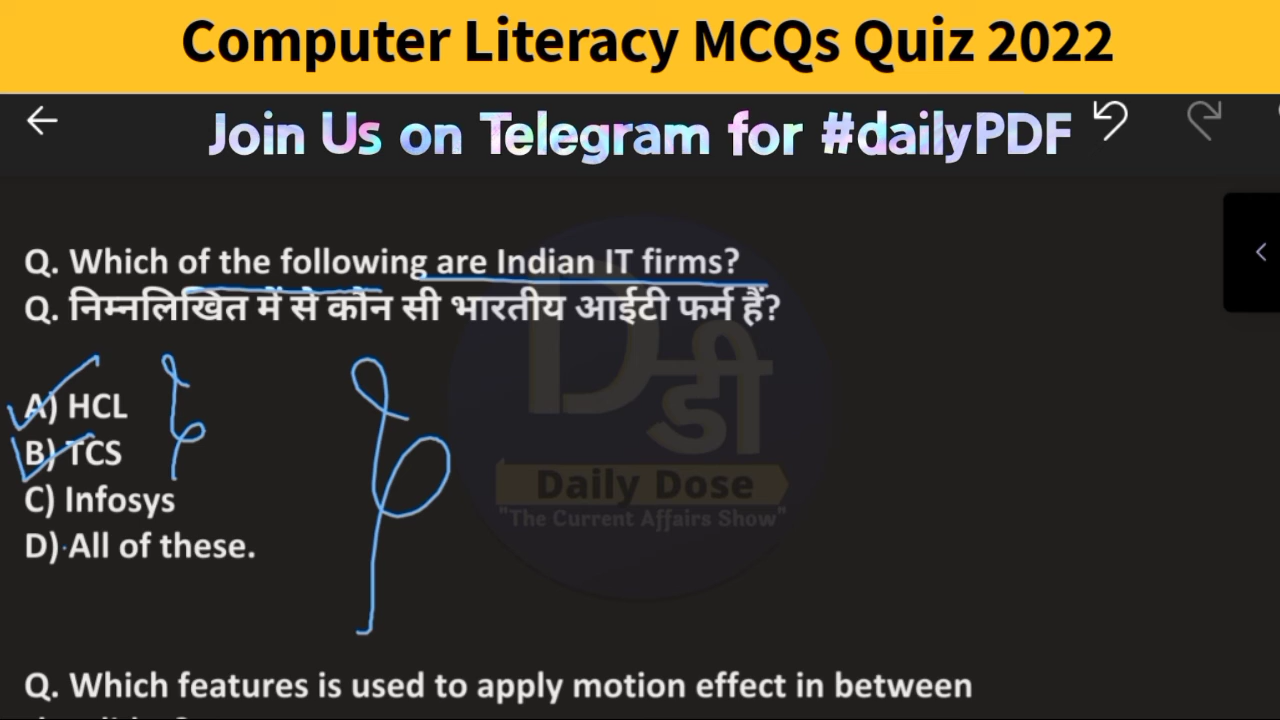 Computer Literacy MCQs Quiz 2022
Join Us on Telegram for #dailyPDF
Q. Which of the following are Indian IT firms?
Q. निम्नलिखित में से कौन सी भारतीय आईटी फर्म हैं?
A) HCL
B) TCS
C) Infosys
D) All of these.
D डी
Daily Dose
"The Current Affairs Show"
Q. Which features is used to apply motion effect in between